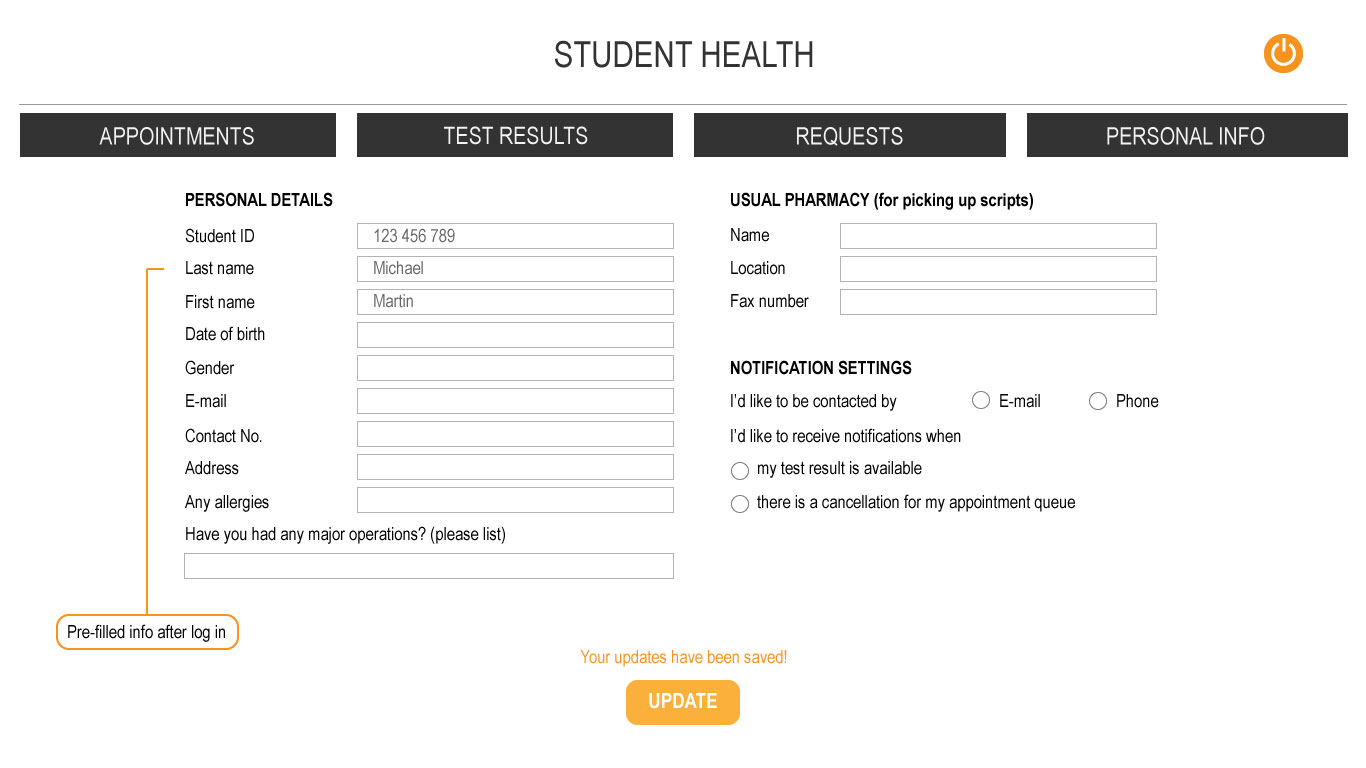 STUDENT HEALTH
APPOINTMENTS
TEST RESULTS
REQUESTS
PERSONAL INFO
PERSONAL DETAILS
Student ID 123 456 789
Last name Michael
First name Martin
Date of birth
Gender
E-mail
Contact No.
Address
Any allergies
Have you had any major operations? (please list)
Pre-filled info after log in
USUAL PHARMACY (for picking up scripts)
Name
Location
Fax number
NOTIFICATION SETTINGS
I'd like to be contacted by E-mail Phone
I'd like to receive notifications when
my test result is available
there is a cancellation for my appointment queue
Your updates have been saved!
UPDATE